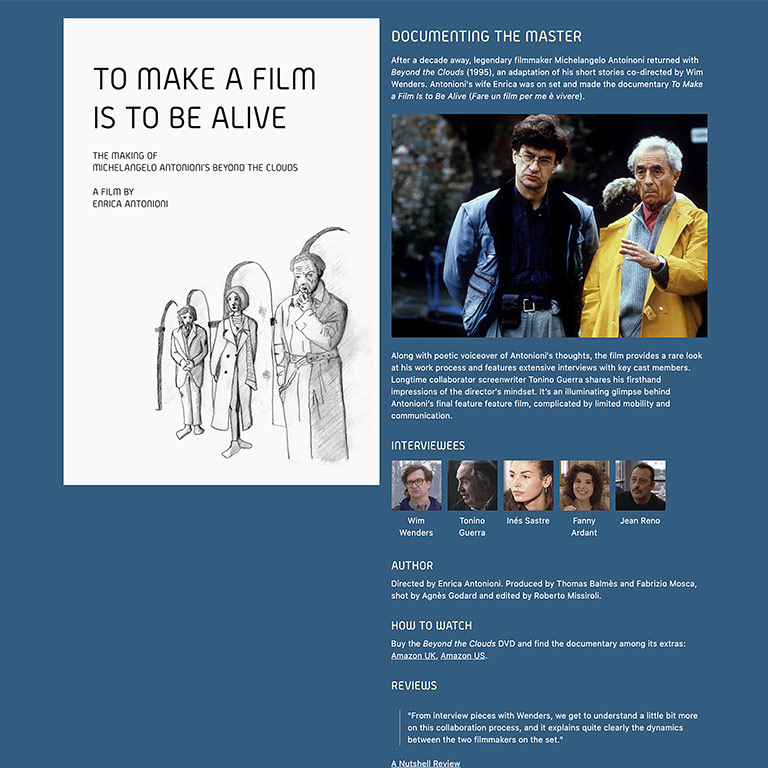 TO MAKE A FILM
IS TO BE ALIVE
THE MAKING OF
MICHELANGELO ANTONIONI'S BEYOND THE CLOUDS
A FILM BY
ENRICA ANTONIONI
DOCUMENTING THE MASTER
After a decade away, legendary filmmaker Michelangelo Antoinoni returned with
Beyond the Clouds (1995), an adaptation of his short stories co-directed by Wim
Wenders. Antonioni's wife Enrica was on set and made the documentary To Make
a Film Is to Be Alive (Fare un film per me è vivere).
Along with poetic voiceover of Antonioni's thoughts, the film provides a rare look
at his work process and features extensive interviews with key cast members.
Longtime collaborator screenwriter Tonino Guerra shares his firsthand
impressions of the director's mindset. It's an illuminating glimpse behind
Antonioni's final feature feature film, complicated by limited mobility and
communication.
INTERVIEWEES
Wim
Wenders
Tonino
Guerra
Inés Sastre
Fanny
Ardant
Jean Reno
AUTHOR
Directed by Enrica Antonioni. Produced by Thomas Balmès and Fabrizio Mosca,
shot by Agnès Godard and edited by Roberto Missiroli.
HOW TO WATCH
Buy the Beyond the Clouds DVD and find the documentary among its extras:
Amazon UK, Amazon US.
REVIEWS
"From interview pieces with Wenders, we get to understand a little bit more
on this collaboration process, and it explains quite clearly the dynamics
between the two filmmakers on the set."
A Nutshell Review